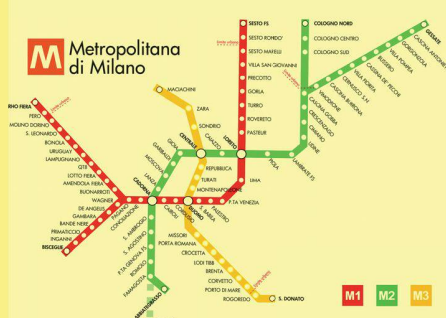 M
Metropolitana
di Milano
SESTO FS
SESTO RONDO'
SESTO MARELLI
VILLA SAN GIOVANNI
PRECOTTO
GORLA
TURRO
ROVERETO
PASTEUR
LORETO
LIMA
P.TA VENEZIA
PALESTRO
S. BABILA
DUOMO
CORDUSIO
CAIROLI
CADORNA
CONCILIAZIONE
PAGANO
RHO FIERA
PERO
MOLINO DORINO
S. LEONARDO
BONOLA
URUGUAY
LAMPUGNANO
QT8
LOTTO FIERA
AMENDOLA FIERA
BUONARROTI
WAGNER
DE ANGELIS
GAMBARA
BANDE NERE
PRIMATICCIO
INGANNI
BISCEGLIE
COLOGNO NORD
COLOGNO CENTRO
COLOGNO SUD
GESSATE
CASCINA ANTONIETTA
GORGONZOLA
VILLA POMPEA
BUSSERO
CASSINA DE' PECCHI
VILLA FIORITA
CERNUSCO S.N
CASCINA BURRONA
VIMODRONE
CASCINA GOBBA
CRESCENZAGO
CIMIANO
UDINE
LAMBRATE FS
PIOLA
CAIAZZO
CENTRALE
GIOIA
GARIBALDI
MOSCOVA
LANZA
S. AMBROGIO
S. AGOSTINO
P.TA GENOVA FS
ROMOLO
FAMAGOSTA
ABBIATEGRASSO
MACIACHINI
ZARA
SONDRIO
REPUBBLICA
TURATI
MONTENAPOLEONE
MISSORI
PORTA ROMANA
CROCETTA
LODI TIBB
BRENTA
CORVETTO
PORTO DI MARE
ROGOREDO
S. DONATO
M1
M2
M3